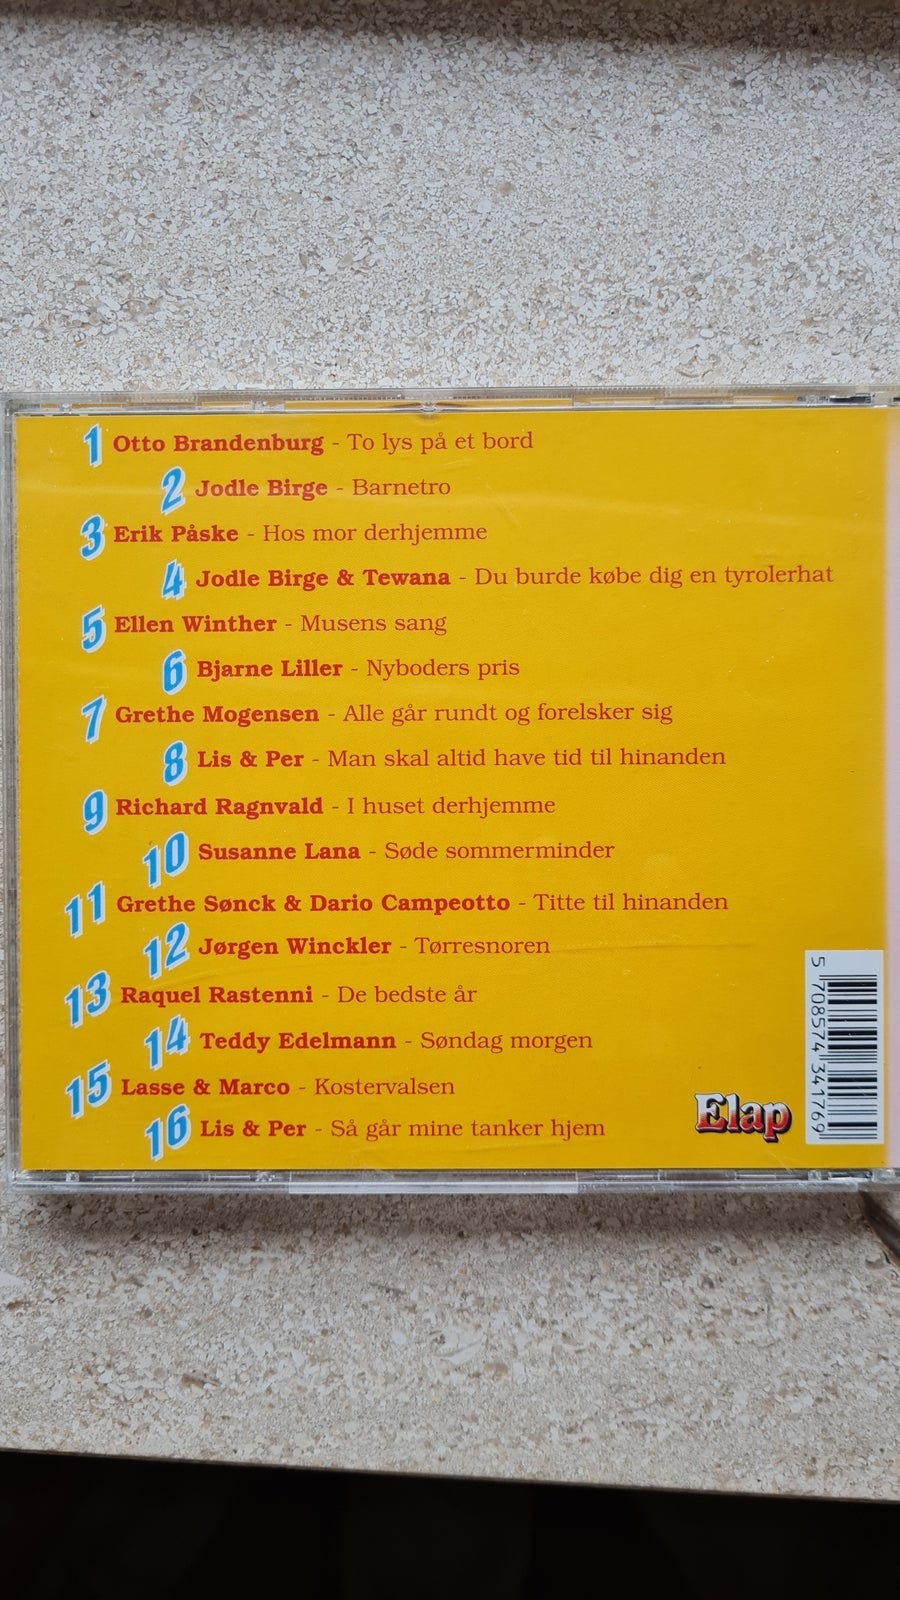 1 Otto Brandenburg - To lys på et bord
2 Jodle Birge - Barnetro
3 Erik Påske - Hos mor derhjemme
4 Jodle Birge & Tewana - Du burde købe dig en tyrolerhat
5 Ellen Winther - Musens sang
6 Bjarne Liller - Nyboders pris
7 Grethe Mogensen - Alle går rundt og forelsker sig
8 Lis & Per - Man skal altid have tid til hinanden
9 Richard Ragnvald - I huset derhjemme
10 Susanne Lana - Søde sommerminder
11 Grethe Sønck & Dario Campeotto - Titte til hinanden
12 Jørgen Winckler - Tørresnoren
13 Raquel Rastenni - De bedste år
14 Teddy Edelmann - Søndag morgen
15 Lasse & Marco - Kostervalsen
16 Lis & Per - Så går mine tanker hjem
Elap
5 708574 341769